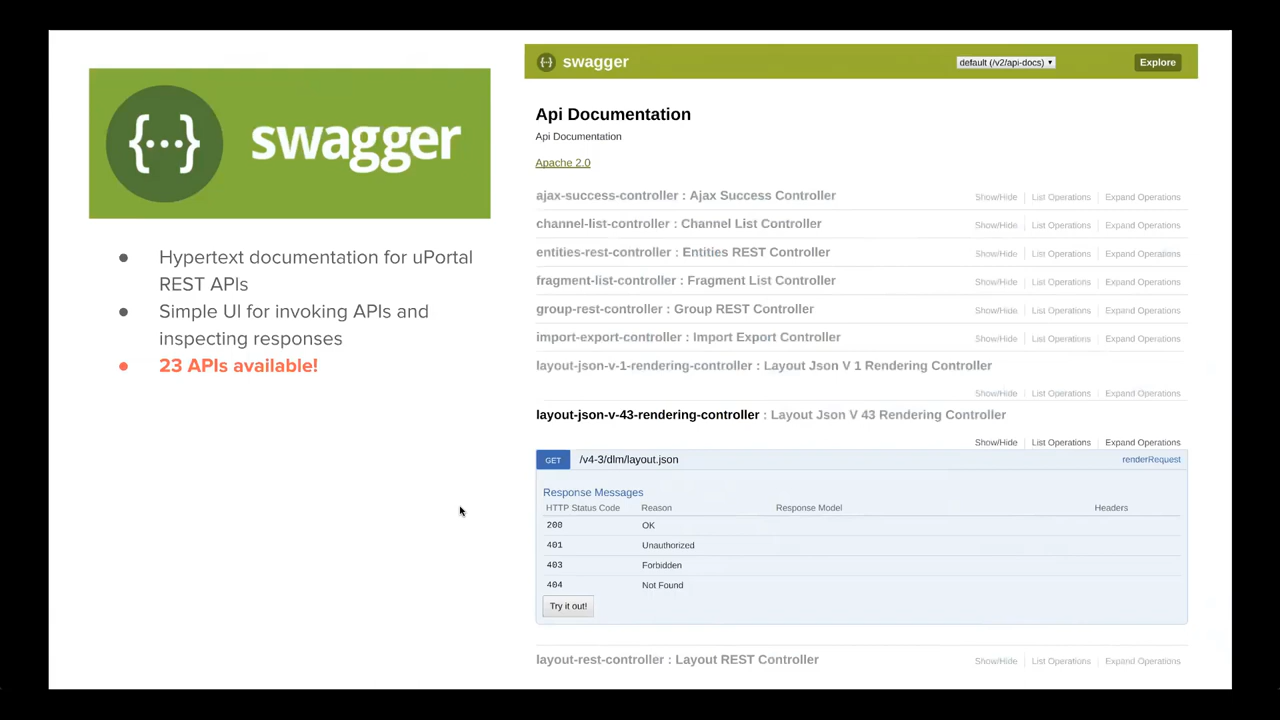 {···} swagger
Hypertext documentation for uPortal
REST APIs
Simple UI for invoking APIs and
inspecting responses
23 APIs available!
{···} swagger default (/v2/api-docs) Explore
Api Documentation
Api Documentation
Apache 2.0
ajax-success-controller : Ajax Success Controller Show/Hide List Operations Expand Operations
channel-list-controller : Channel List Controller Show/Hide List Operations Expand Operations
entities-rest-controller : Entities REST Controller Show/Hide List Operations Expand Operations
fragment-list-controller : Fragment List Controller Show/Hide List Operations Expand Operations
group-rest-controller : Group REST Controller Show/Hide List Operations Expand Operations
import-export-controller : Import Export Controller Show/Hide List Operations Expand Operations
layout-json-v-1-rendering-controller : Layout Json V 1 Rendering Controller
Show/Hide List Operations Expand Operations
layout-json-v-43-rendering-controller : Layout Json V 43 Rendering Controller
Show/Hide List Operations Expand Operations
GET /v4-3/dlm/layout.json renderRequest
Response Messages
HTTP Status Code Reason Response Model Headers
200 OK
401 Unauthorized
403 Forbidden
404 Not Found
Try it out!
layout-rest-controller : Layout REST Controller Show/Hide List Operations Expand Operations